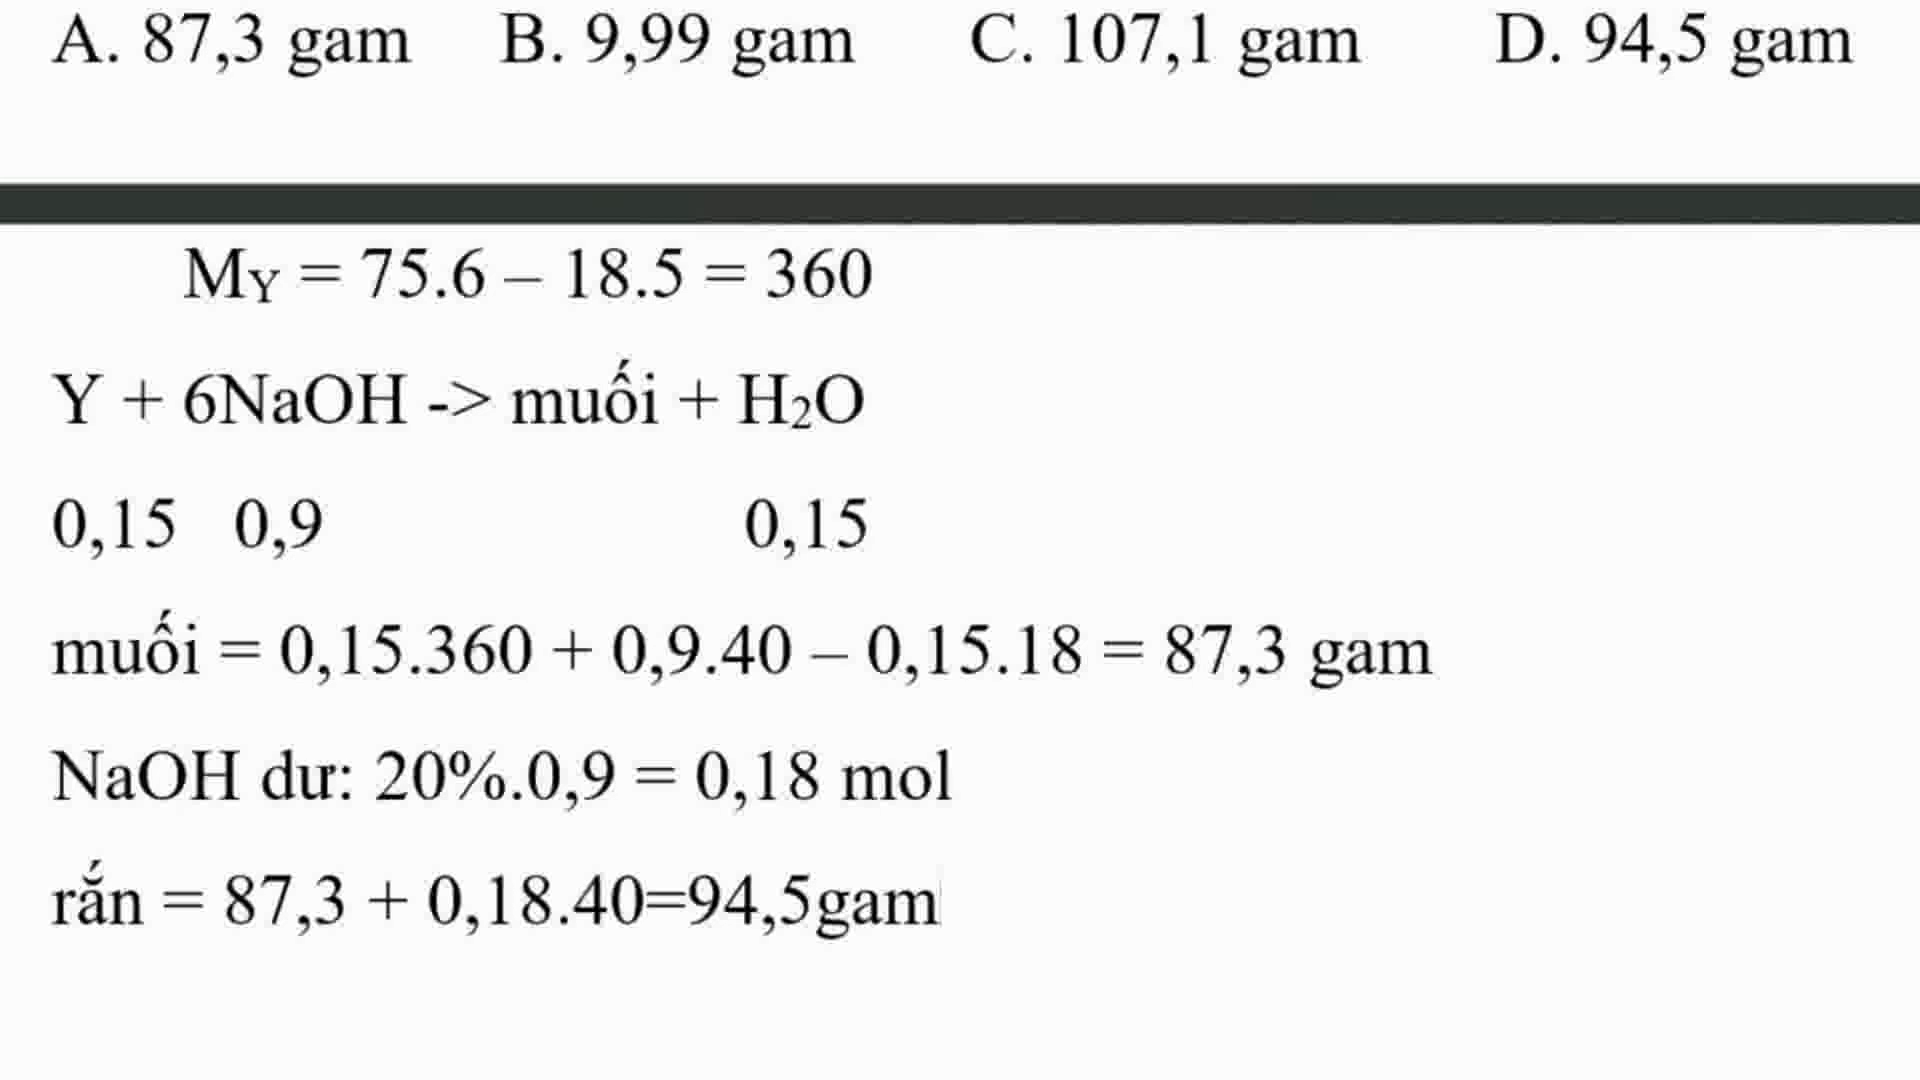 A. 87,3 gam B. 9,99 gam C. 107,1 gam D. 94,5 gam
M_Y = 75.6 – 18.5 = 360
Y + 6NaOH -> muối + H₂O
0,15 0,9 0,15
muối = 0,15.360 + 0,9.40 – 0,15.18 = 87,3 gam
NaOH dư: 20%.0,9 = 0,18 mol
rắn = 87,3 + 0,18.40=94,5gam